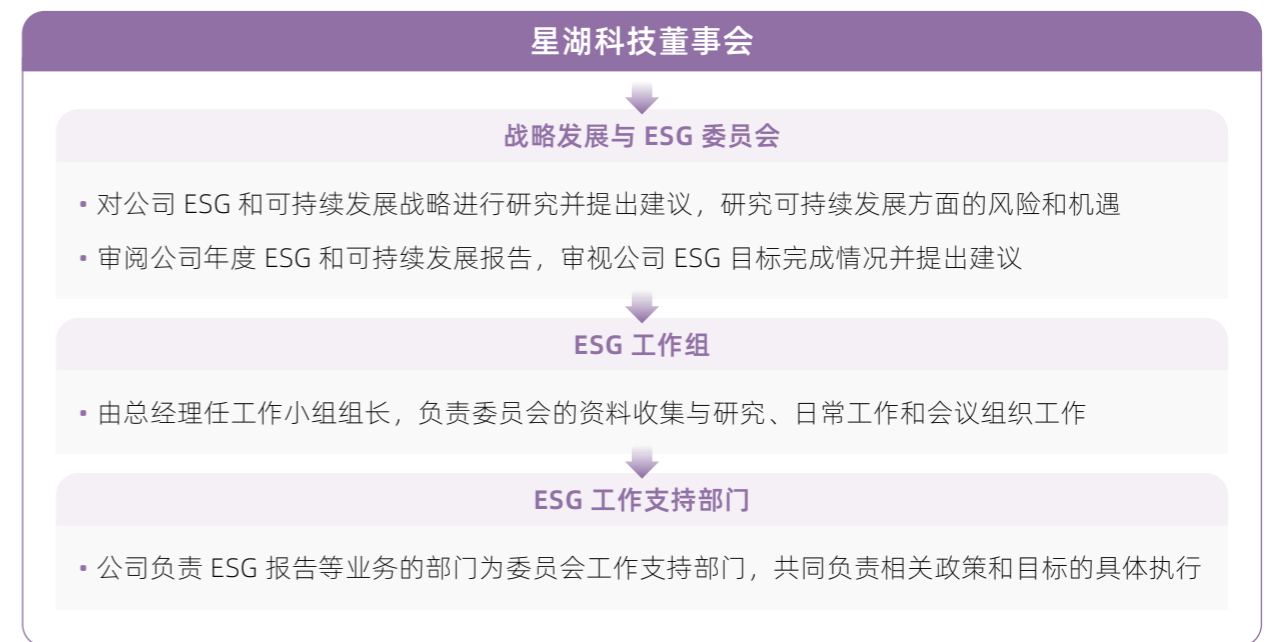 星湖科技董事会
战略发展与 ESG 委员会
• 对公司 ESG 和可持续发展战略进行研究并提出建议，研究可持续发展方面的风险和机遇
• 审阅公司年度 ESG 和可持续发展报告，审视公司 ESG 目标完成情况并提出建议
ESG 工作组
• 由总经理任工作小组组长，负责委员会的资料收集与研究、日常工作和会议组织工作
ESG 工作支持部门
• 公司负责 ESG 报告等业务的部门为委员会工作支持部门，共同负责相关政策和目标的具体执行